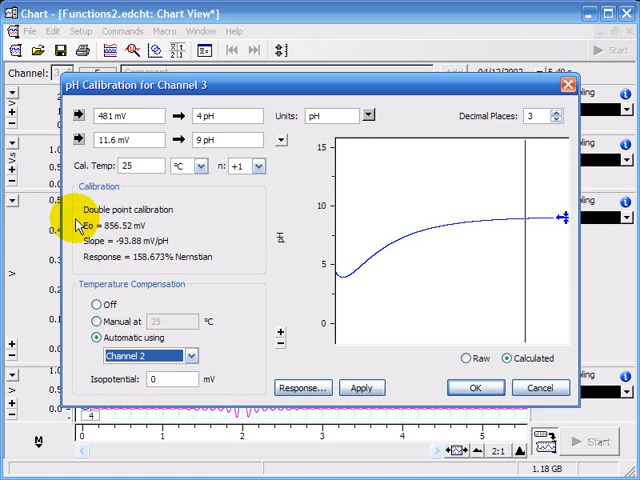 Chart - [Functions2.edcht: Chart View*]
File Edit Setup Commands Macro Window Help
Start
Channel: 3
pH Calibration for Channel 3
481 mV
4 pH
Units: pH
Decimal Places: 3
11.6 mV
9 pH
Cal. Temp: 25 °C n: +1
Calibration
Double point calibration
Eo = 856.52 mV
Slope = -93.88 mV/pH
Response = 158.673% Nernstian
Temperature Compensation
Off
Manual at 25 °C
Automatic using
Channel 2
Isopotential: 0 mV
15
10
5
0
pH
+
−
Raw Calculated
Response... Apply OK Cancel
4
0 1 2 3 4 5
M
2:1
Start
1.18 GB